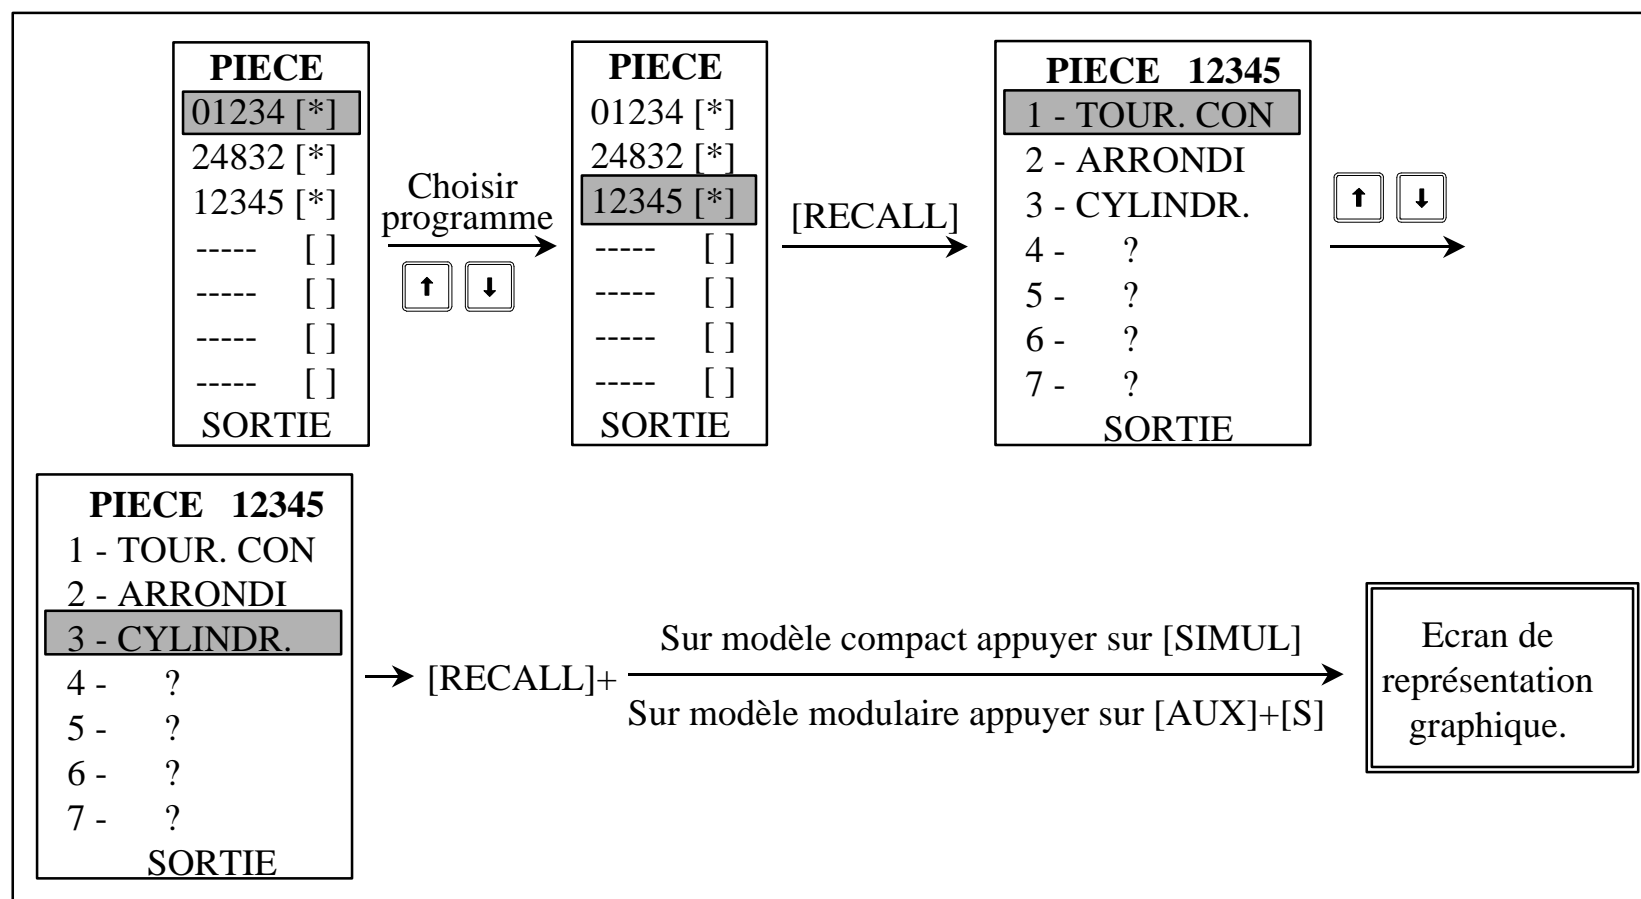 PIECE
01234 [*]
24832 [*]
12345 [*]
----- [ ]
----- [ ]
----- [ ]
----- [ ]
SORTIE
Choisir
programme
↑ ↓
PIECE
01234 [*]
24832 [*]
12345 [*]
----- [ ]
----- [ ]
----- [ ]
----- [ ]
SORTIE
[RECALL]
PIECE 12345
1 - TOUR. CON
2 - ARRONDI
3 - CYLINDR.
4 - ?
5 - ?
6 - ?
7 - ?
SORTIE
↑ ↓
PIECE 12345
1 - TOUR. CON
2 - ARRONDI
3 - CYLINDR.
4 - ?
5 - ?
6 - ?
7 - ?
SORTIE
[RECALL]+
Sur modèle compact appuyer sur [SIMUL]
Sur modèle modulaire appuyer sur [AUX]+[S]
Ecran de
représentation
graphique.